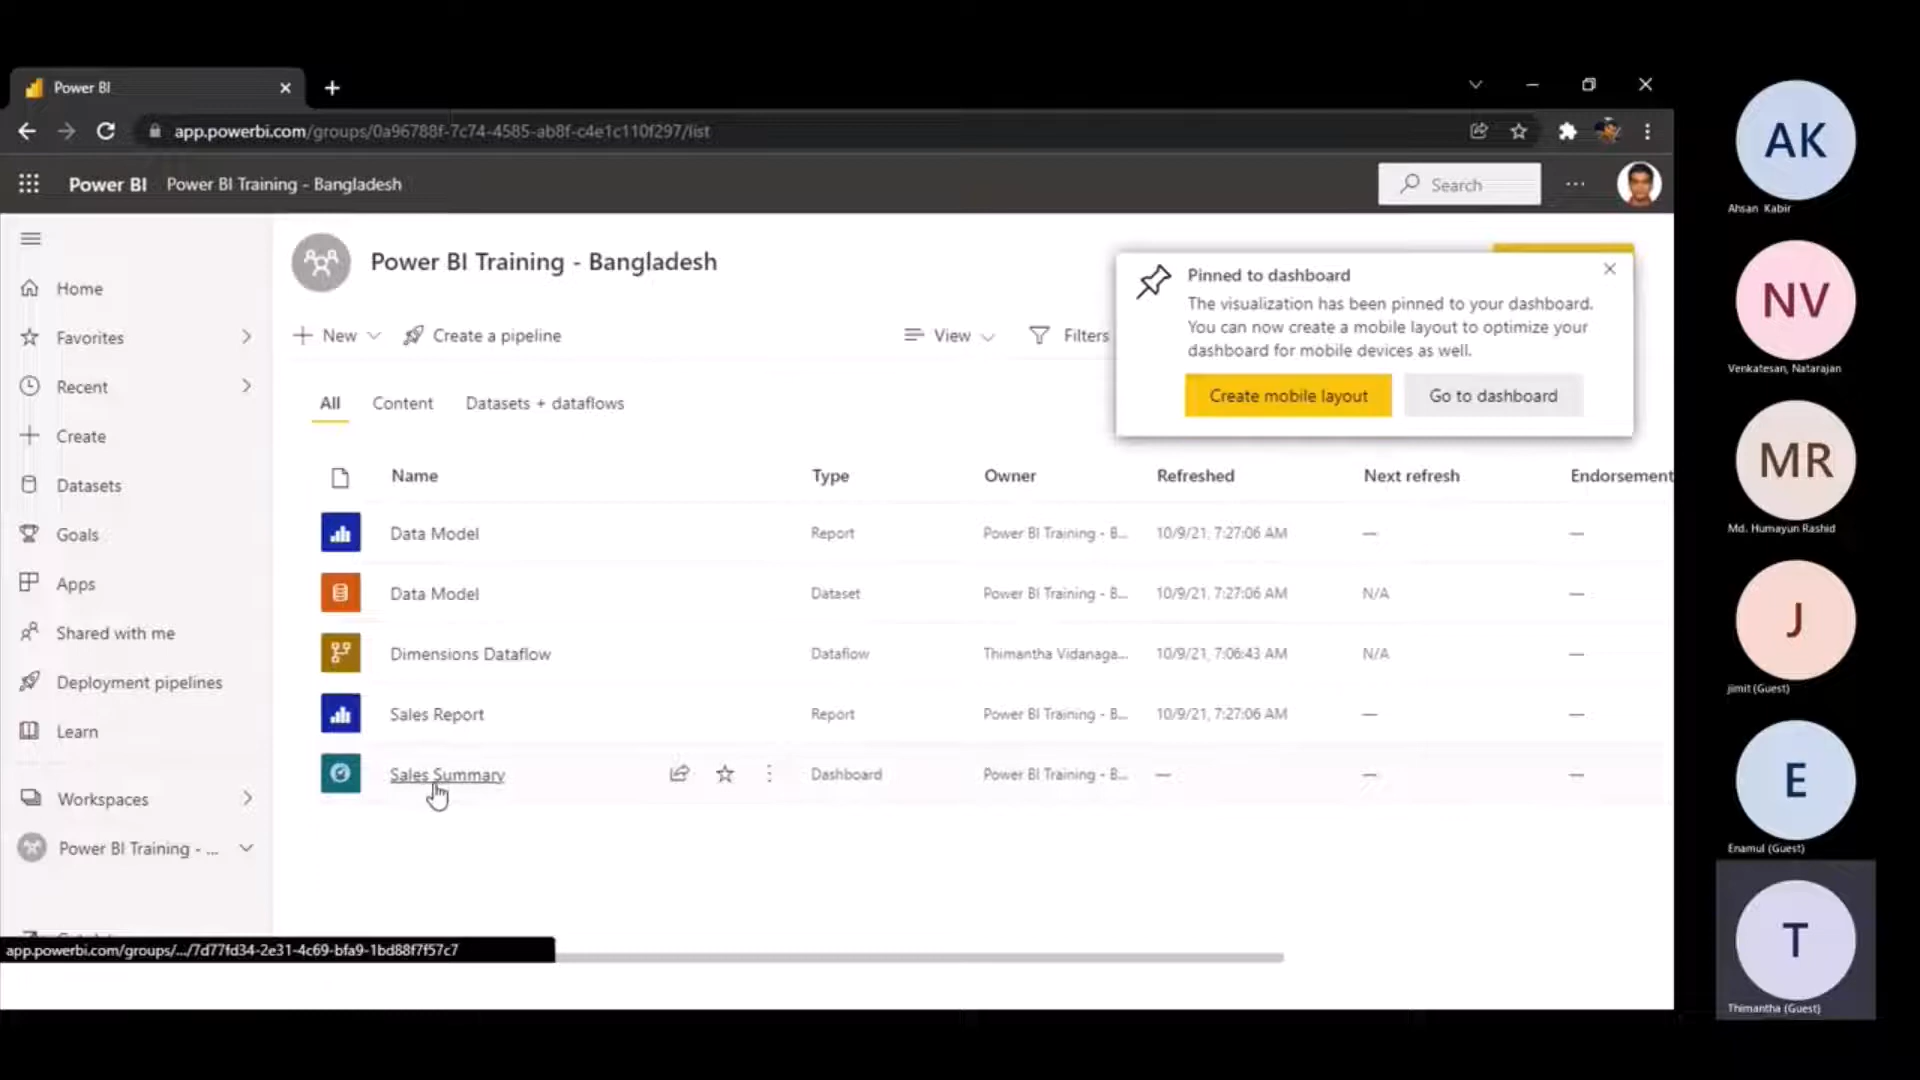 Power BI
app.powerbi.com/groups/0a96788f-7c74-4585-ab8f-c4e1c110f297/list
Power BI Power BI Training - Bangladesh
Search
Power BI Training - Bangladesh
Pinned to dashboard
The visualization has been pinned to your dashboard.
You can now create a mobile layout to optimize your
dashboard for mobile devices as well.
Create mobile layout
Go to dashboard
New
Create a pipeline
View
Filters
All
Content
Datasets + dataflows
Home
Favorites
Recent
Create
Datasets
Goals
Apps
Shared with me
Deployment pipelines
Learn
Workspaces
Power BI Training - ...
Name Type Owner Refreshed Next refresh Endorsement
Data Model Report Power BI Training - B... 10/9/21, 7:27:06 AM — —
Data Model Dataset Power BI Training - B... 10/9/21, 7:27:06 AM N/A —
Dimensions Dataflow Dataflow Thimantha Vidanaga... 10/9/21, 7:06:43 AM N/A —
Sales Report Report Power BI Training - B... 10/9/21, 7:27:06 AM — —
Sales Summary Dashboard Power BI Training - B... — — —
app.powerbi.com/groups/.../7d77fd34-2e31-4c69-bfa9-1bd88f7f57c7
AK
Ahsan Kabir
NV
Venkatesan, Natarajan
MR
Md. Humayun Rashid
J
jimit (Guest)
E
Enamul (Guest)
T
Thimantha (Guest)